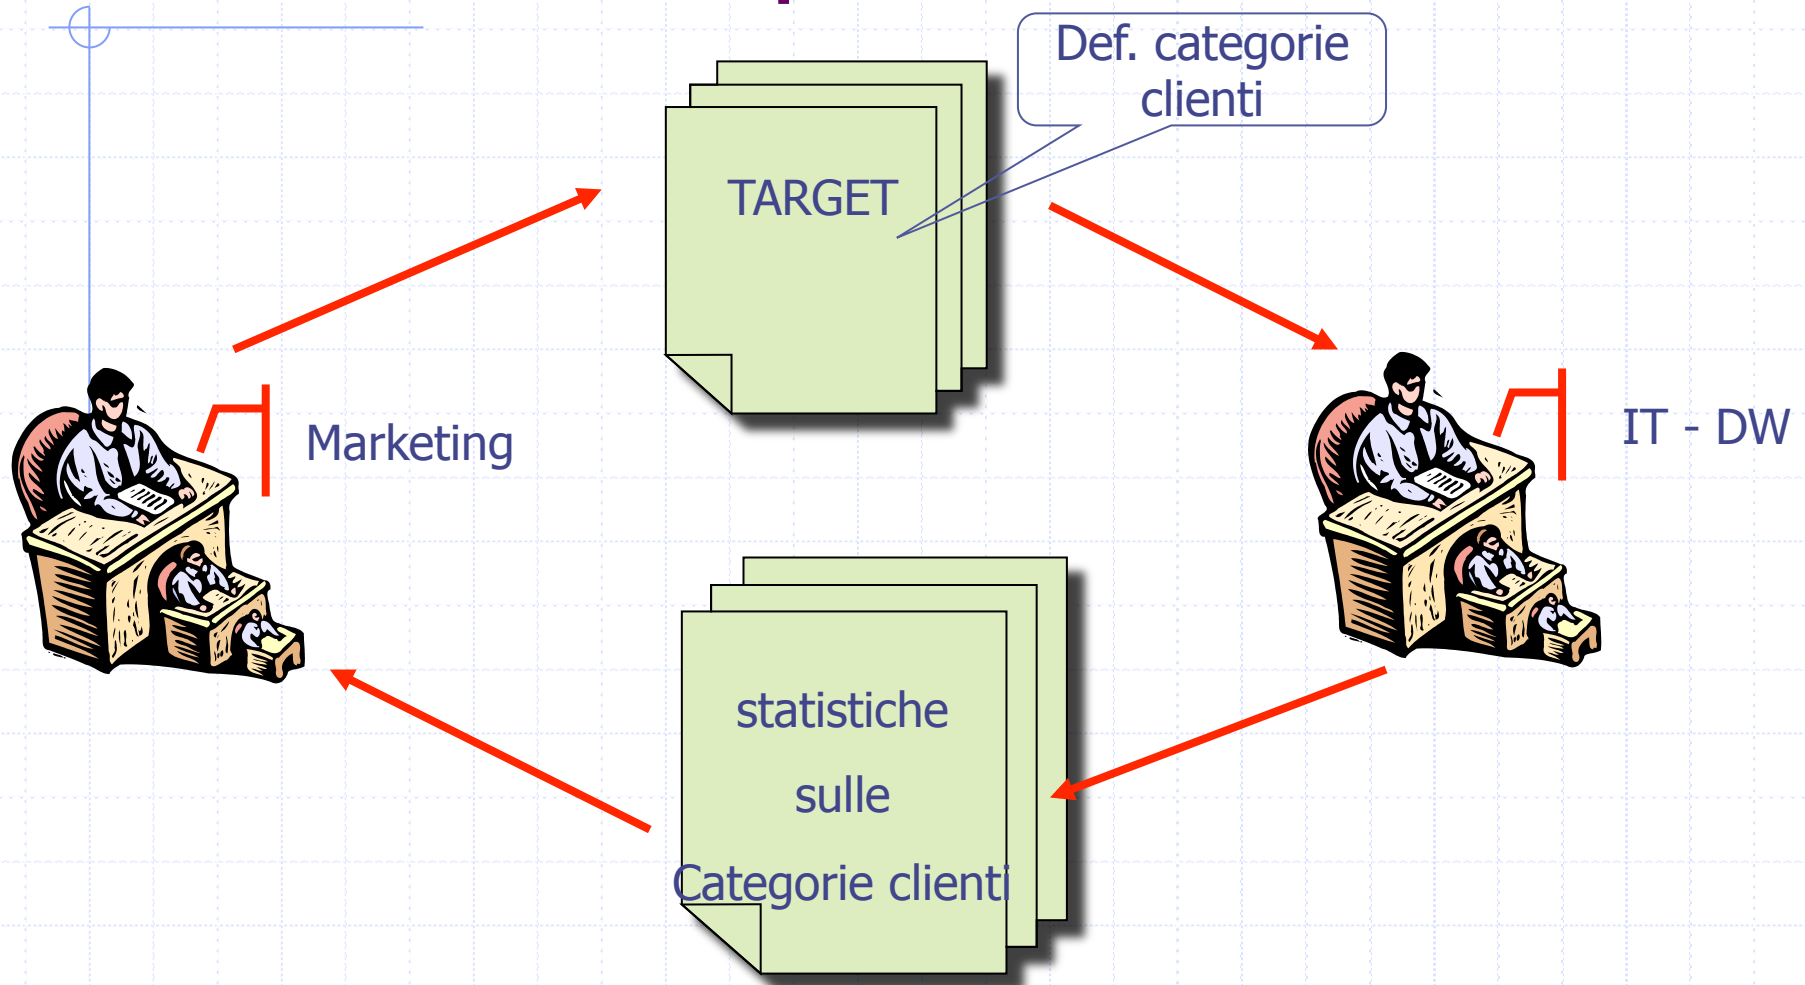 Def. categorie
clienti
TARGET
Marketing
IT - DW
statistiche
sulle
Categorie clienti